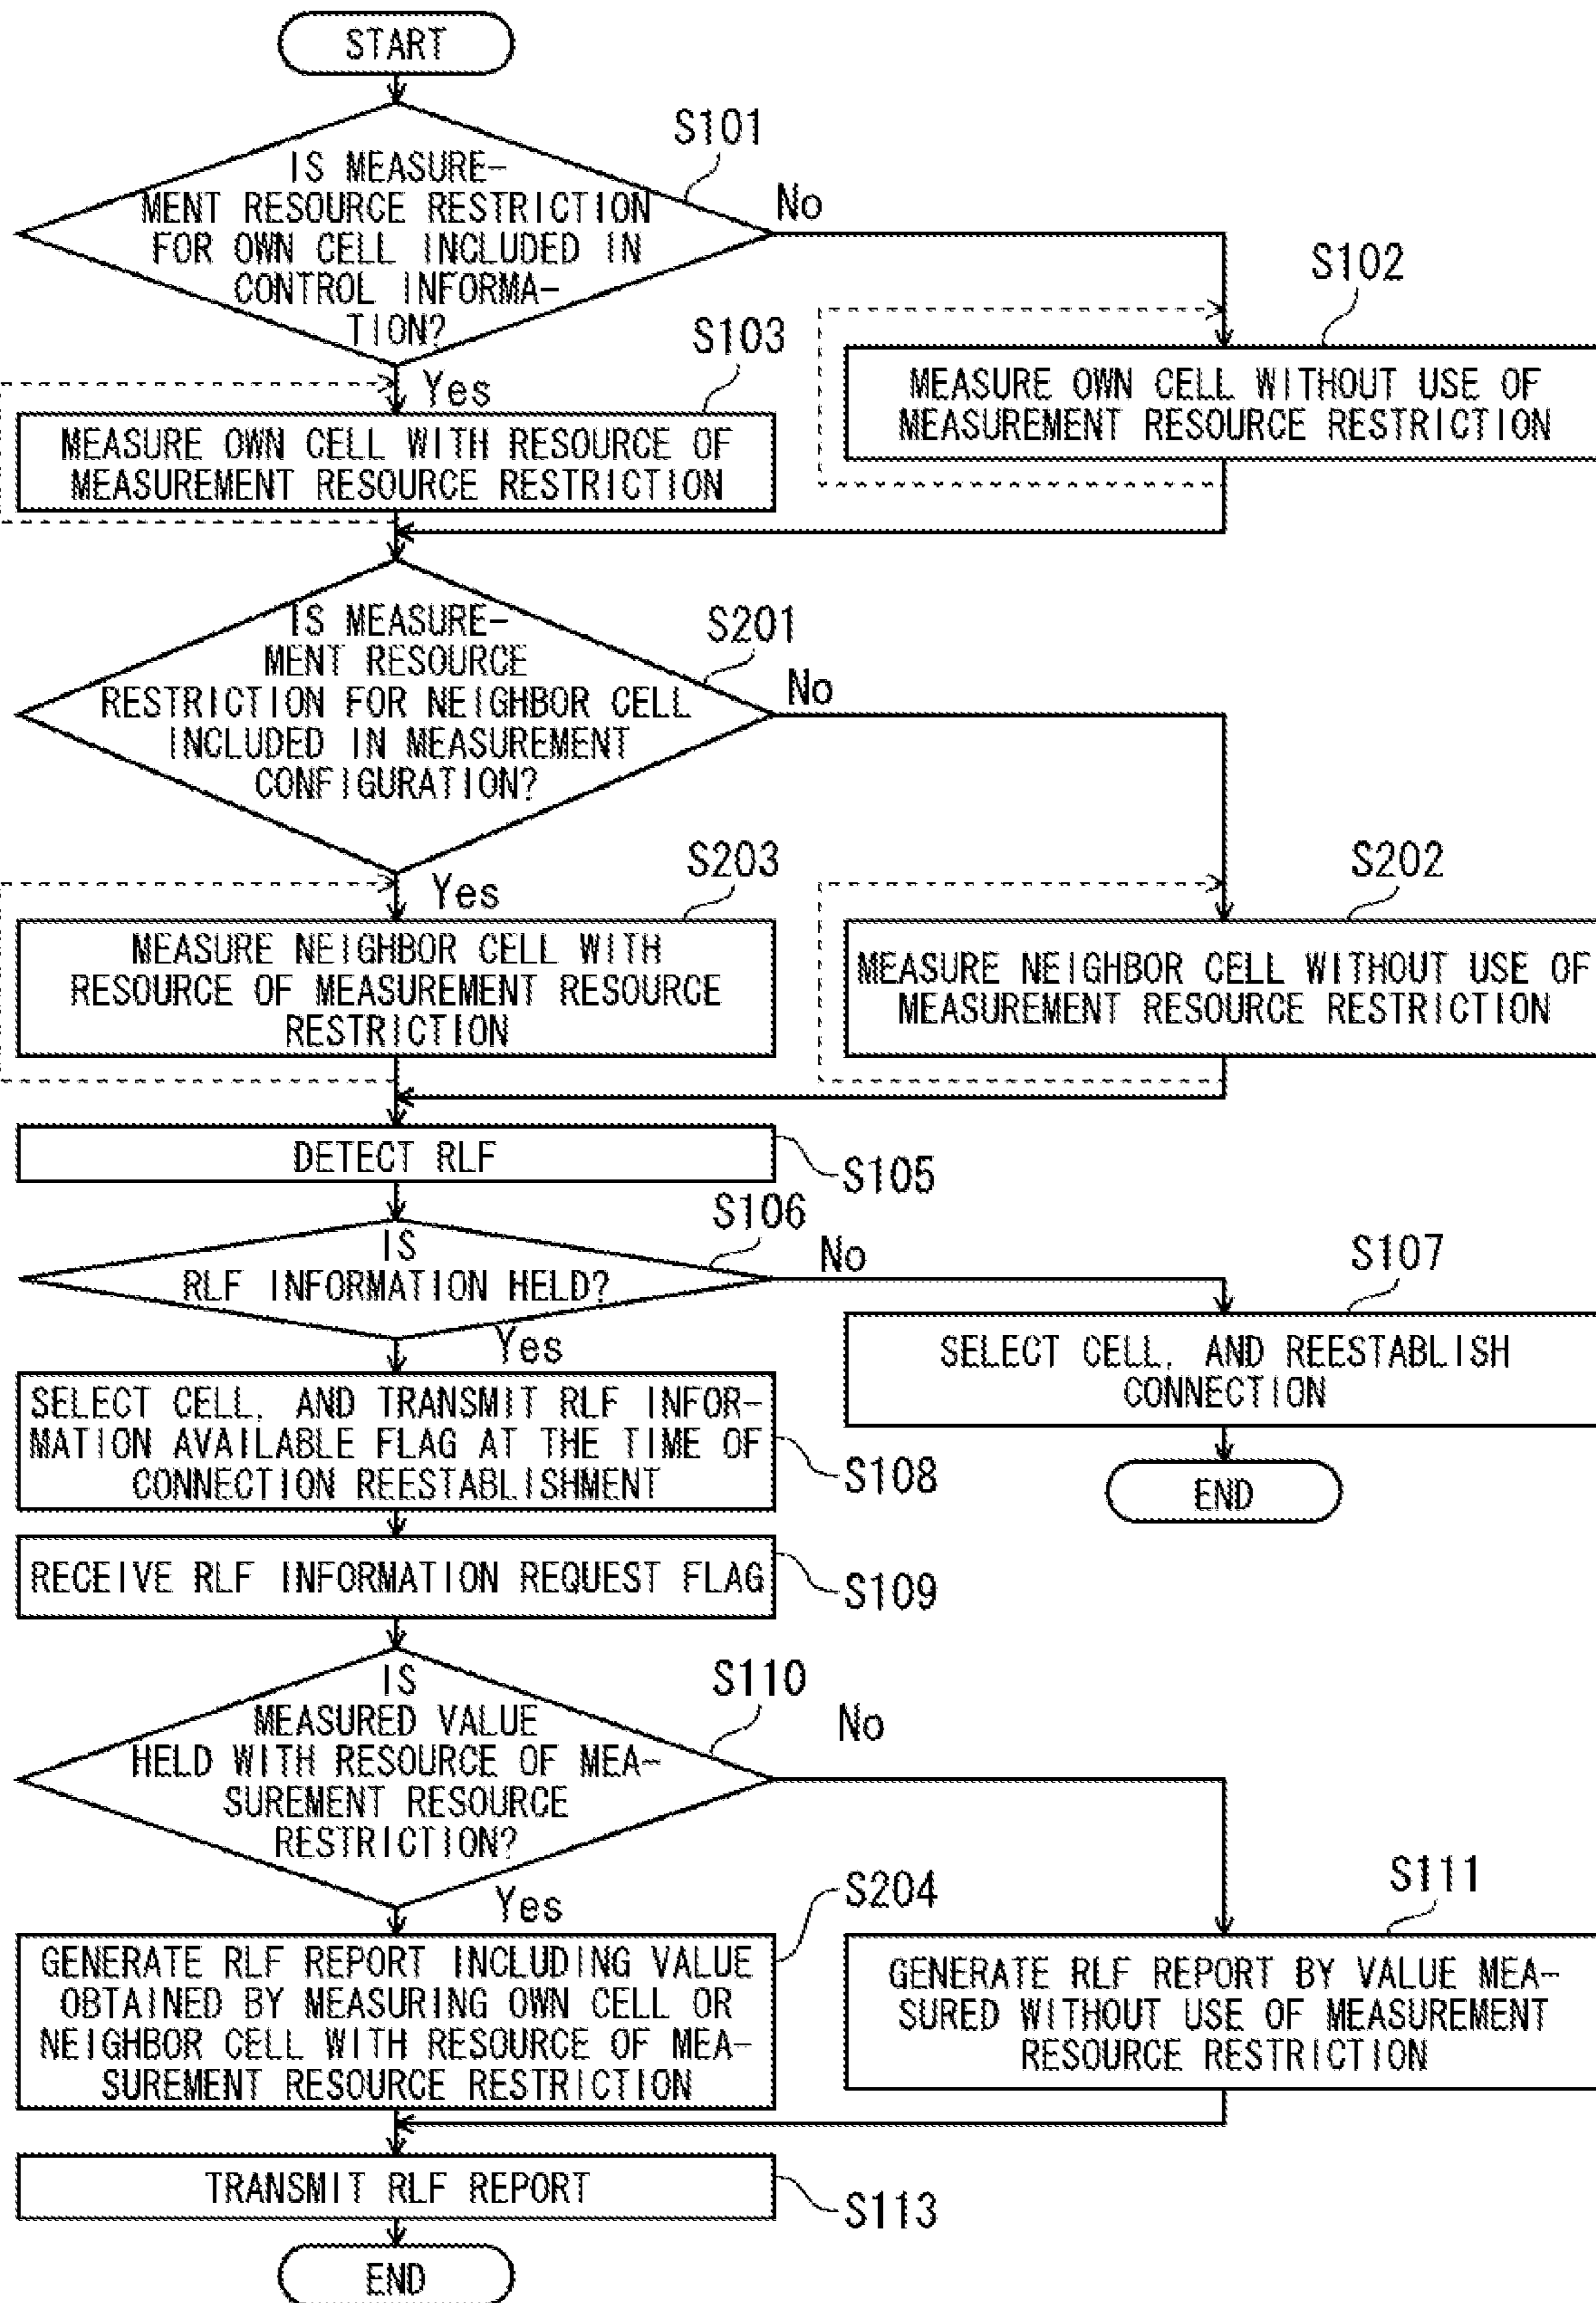 START
S101
IS MEASURE-
MENT RESOURCE RESTRICTION
FOR OWN CELL INCLUDED IN
CONTROL INFORMA-
TION?
No
Yes
S102
MEASURE OWN CELL WITHOUT USE OF
MEASUREMENT RESOURCE RESTRICTION
S103
MEASURE OWN CELL WITH RESOURCE OF
MEASUREMENT RESOURCE RESTRICTION
S201
IS MEASURE-
MENT RESOURCE
RESTRICTION FOR NEIGHBOR CELL
INCLUDED IN MEASUREMENT
CONFIGURATION?
No
Yes
S203
MEASURE NEIGHBOR CELL WITH
RESOURCE OF MEASUREMENT RESOURCE
RESTRICTION
S202
MEASURE NEIGHBOR CELL WITHOUT USE OF
MEASUREMENT RESOURCE RESTRICTION
DETECT RLF
S105
S106
IS
RLF INFORMATION HELD?
No
Yes
S107
SELECT CELL, AND REESTABLISH
CONNECTION
END
SELECT CELL, AND TRANSMIT RLF INFOR-
MATION AVAILABLE FLAG AT THE TIME OF
CONNECTION REESTABLISHMENT
S108
RECEIVE RLF INFORMATION REQUEST FLAG
S109
S110
IS
MEASURED VALUE
HELD WITH RESOURCE OF MEA-
SUREMENT RESOURCE
RESTRICTION?
No
Yes
S204
GENERATE RLF REPORT INCLUDING VALUE
OBTAINED BY MEASURING OWN CELL OR
NEIGHBOR CELL WITH RESOURCE OF MEA-
SUREMENT RESOURCE RESTRICTION
S111
GENERATE RLF REPORT BY VALUE MEA-
SURED WITHOUT USE OF MEASUREMENT
RESOURCE RESTRICTION
TRANSMIT RLF REPORT
S113
END